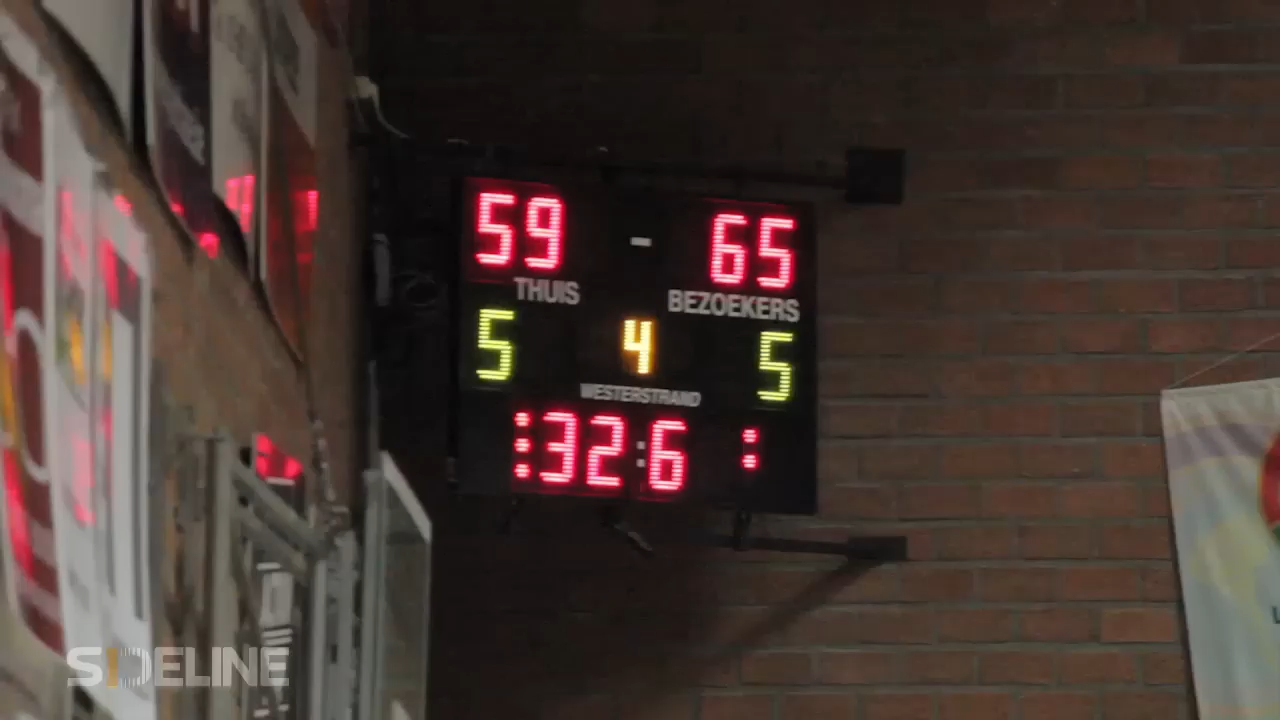 59 - 65
THUIS BEZOEKERS
5 4 5
WESTERSTRAND
:32:6 :
SIDELINE